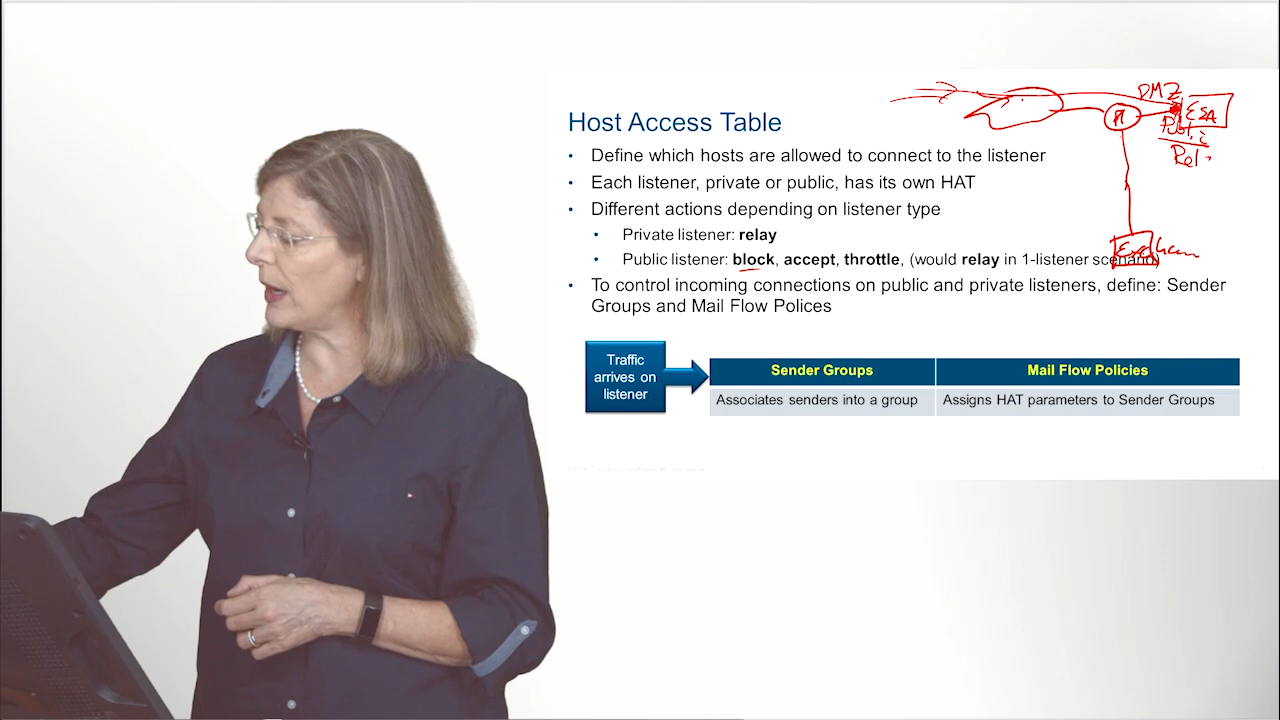 DMZ
ESA
Host Access Table
Publi
Rel
• Define which hosts are allowed to connect to the listener
• Each listener, private or public, has its own HAT
• Different actions depending on listener type
• Private listener: relay
• Public listener: block, accept, throttle, (would relay in 1-listener scenario)
• To control incoming connections on public and private listeners, define: Sender
Groups and Mail Flow Polices
Traffic
arrives on
listener
Sender Groups
Mail Flow Policies
Associates senders into a group
Assigns HAT parameters to Sender Groups